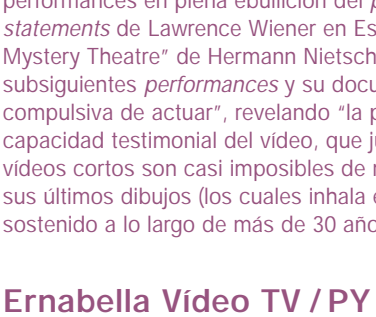 performances en plena ebullición del
statements de Lawrence Wiener en Es
Mystery Theatre” de Hermann Nietsch
subsiguientes performances y su docu
compulsiva de actuar”, revelando “la p
capacidad testimonial del vídeo, que j
vídeos cortos son casi imposibles de
sus últimos dibujos (los cuales inhala
sostenido a lo largo de más de 30 año
Ernabella Vídeo TV / PY